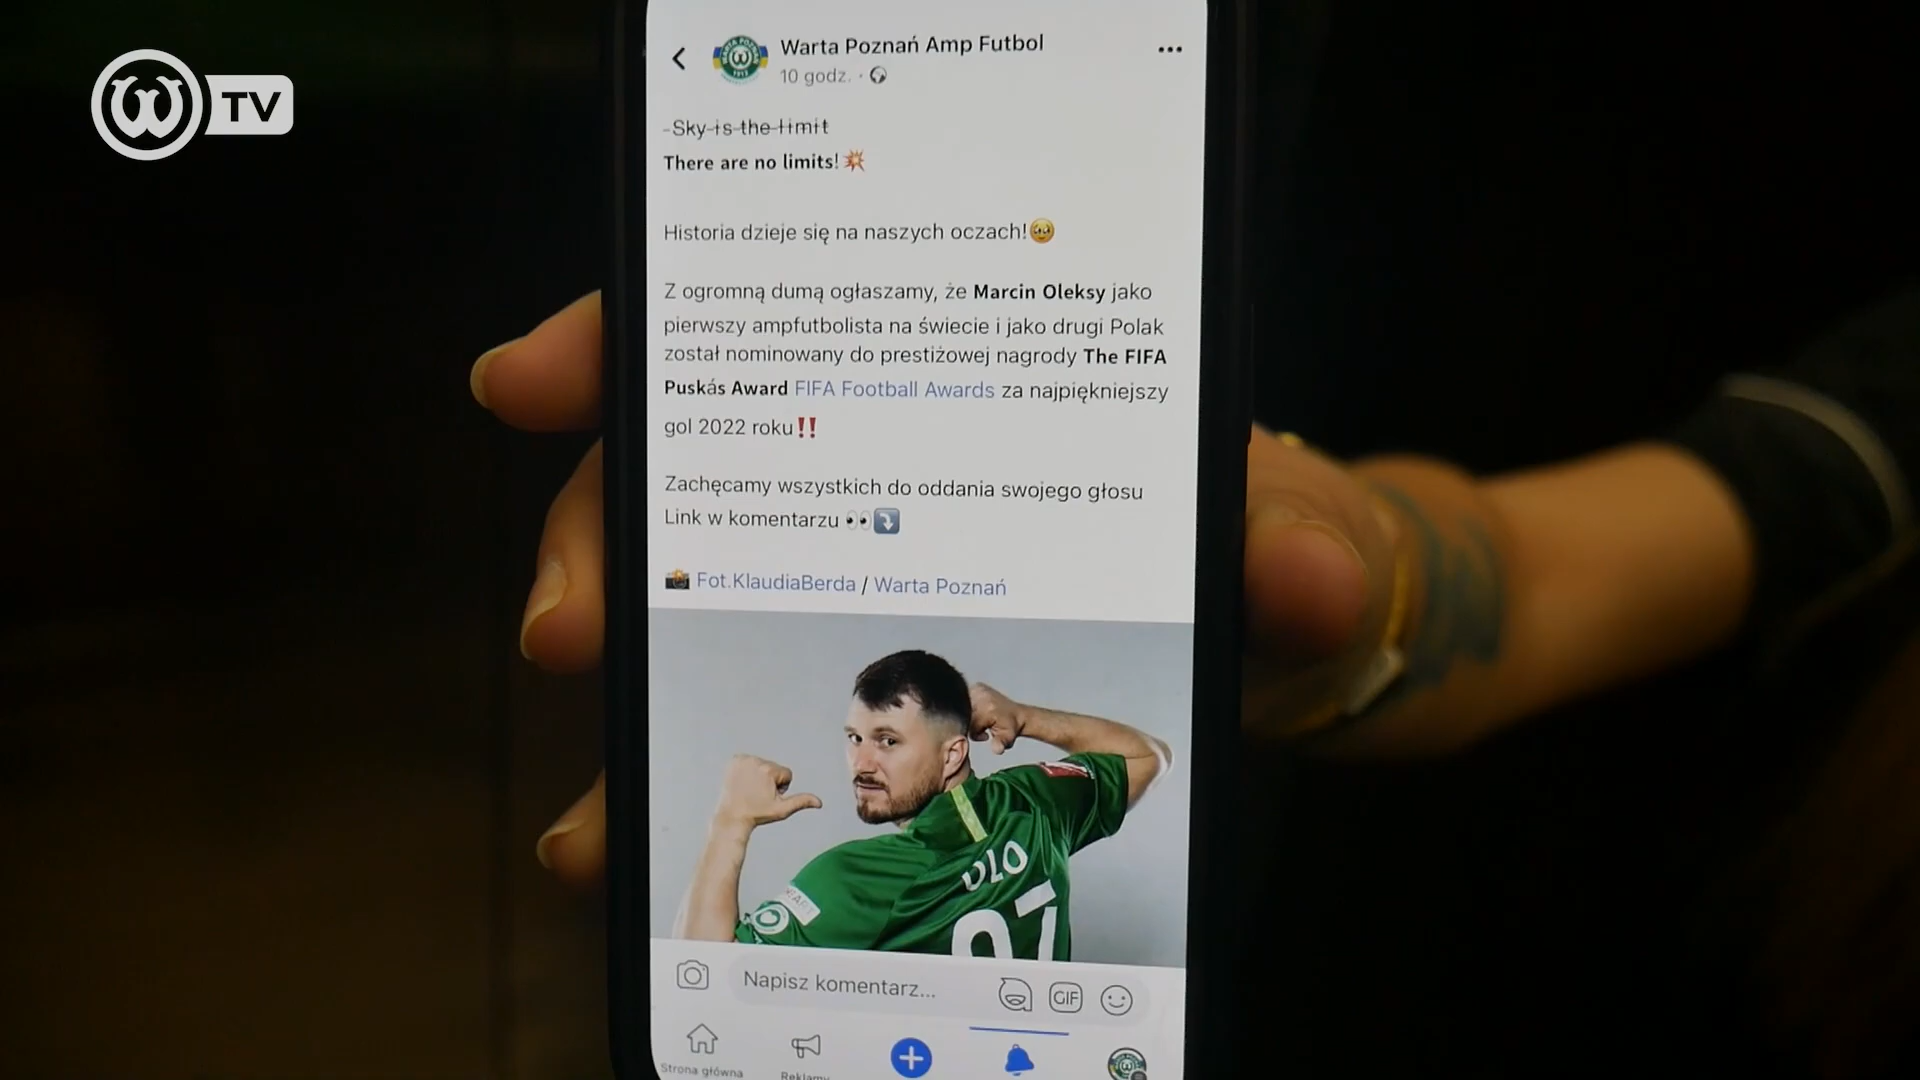 TV
Warta Poznań Amp Futbol
10 godz.
-Sky is the limit
There are no limits!💥
Historia dzieje się na naszych oczach!🥹
Z ogromną dumą ogłaszamy, że Marcin Oleksy jako
pierwszy ampfutbolista na świecie i jako drugi Polak
został nominowany do prestiżowej nagrody The FIFA
Puskás Award FIFA Football Awards za najpiękniejszy
gol 2022 roku‼️
Zachęcamy wszystkich do oddania swojego głosu
Link w komentarzu 👀⤵️
📸 Fot.KlaudiaBerda / Warta Poznań
OLO
Napisz komentarz...
GIF
Strona główna
Reklamy